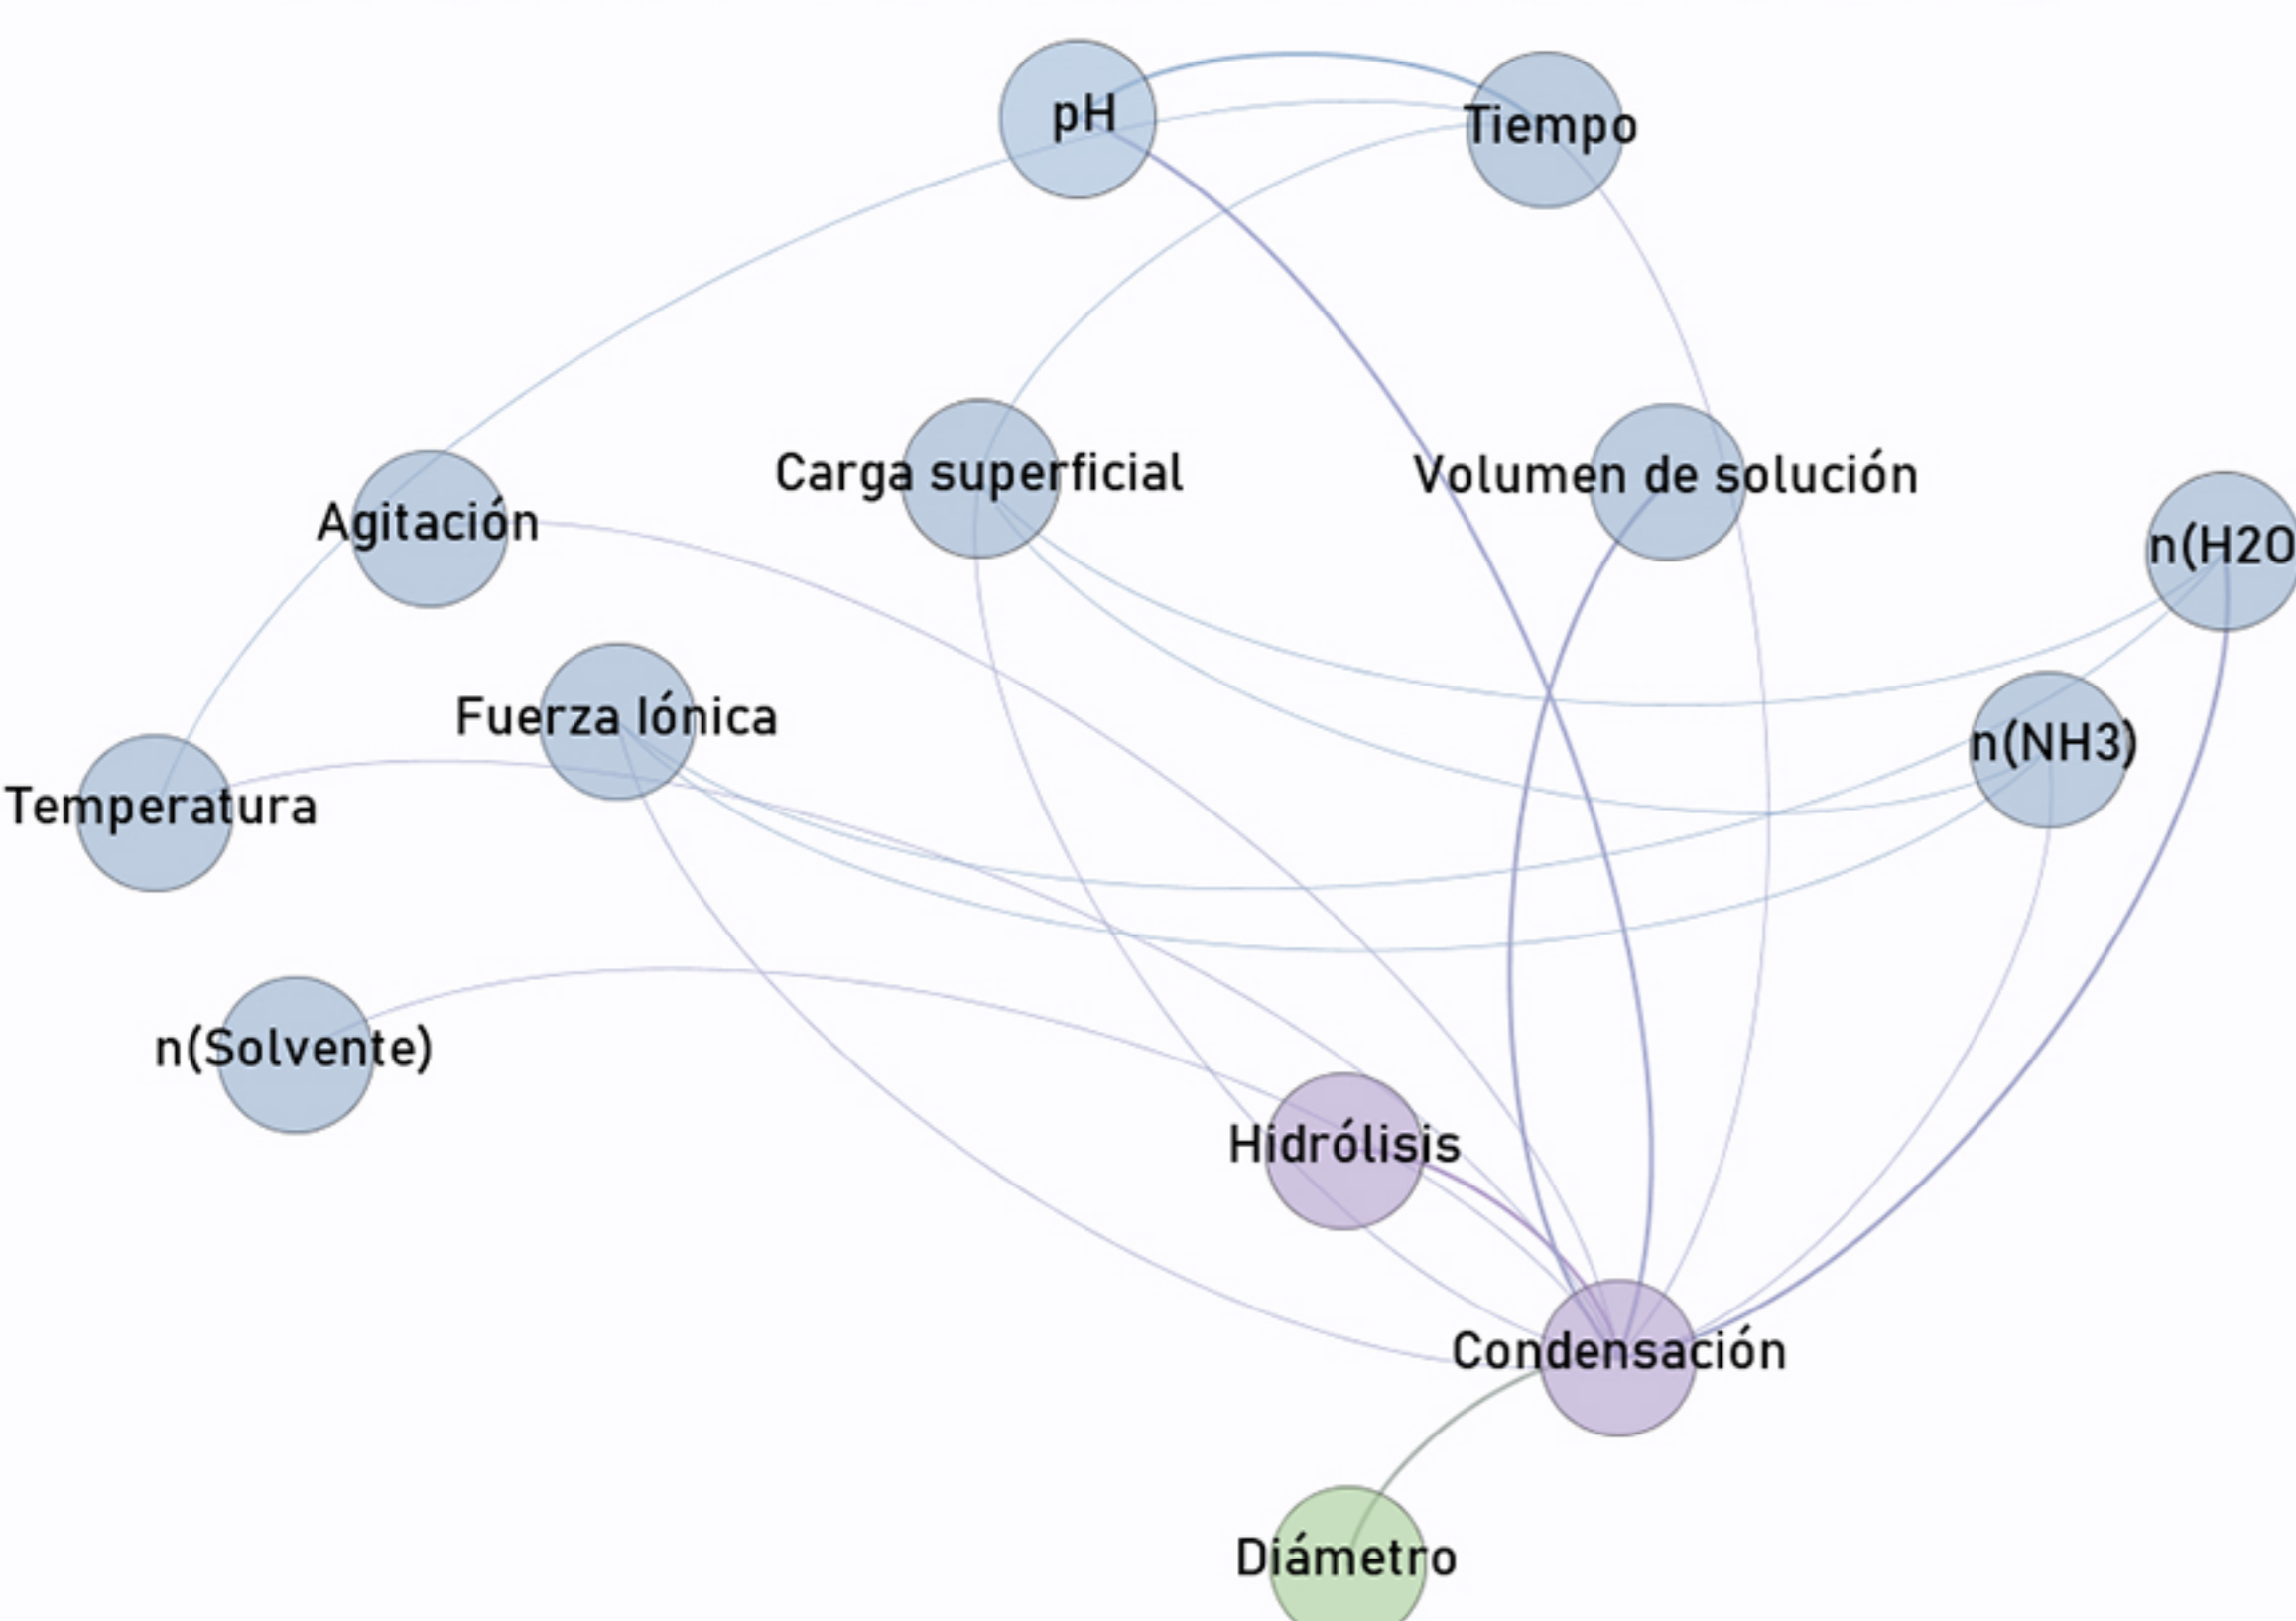 pH
Tiempo
Carga superficial
Volumen de solución
Agitación
n(H2O
Fuerza Iónica
n(NH3)
Temperatura
n(Solvente)
Hidrólisis
Condensación
Diámetro